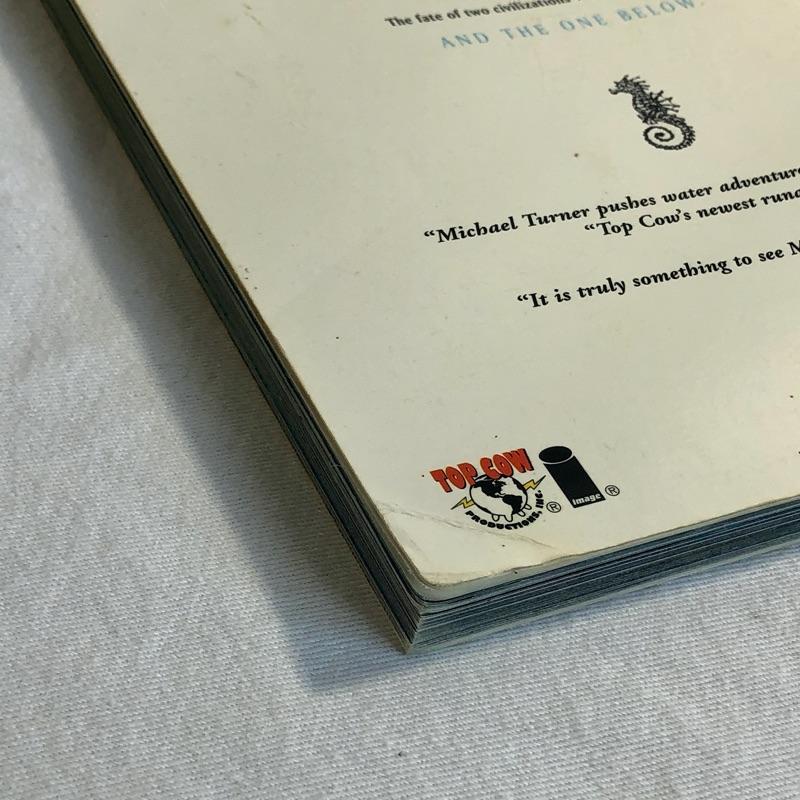 The fate of two civilizations
AND THE ONE BELOW.
“Michael Turner pushes water adventure
“Top Cow's newest
“It is truly something to see
TOP COW
PRODUCTIONS, INC. ®
image ®